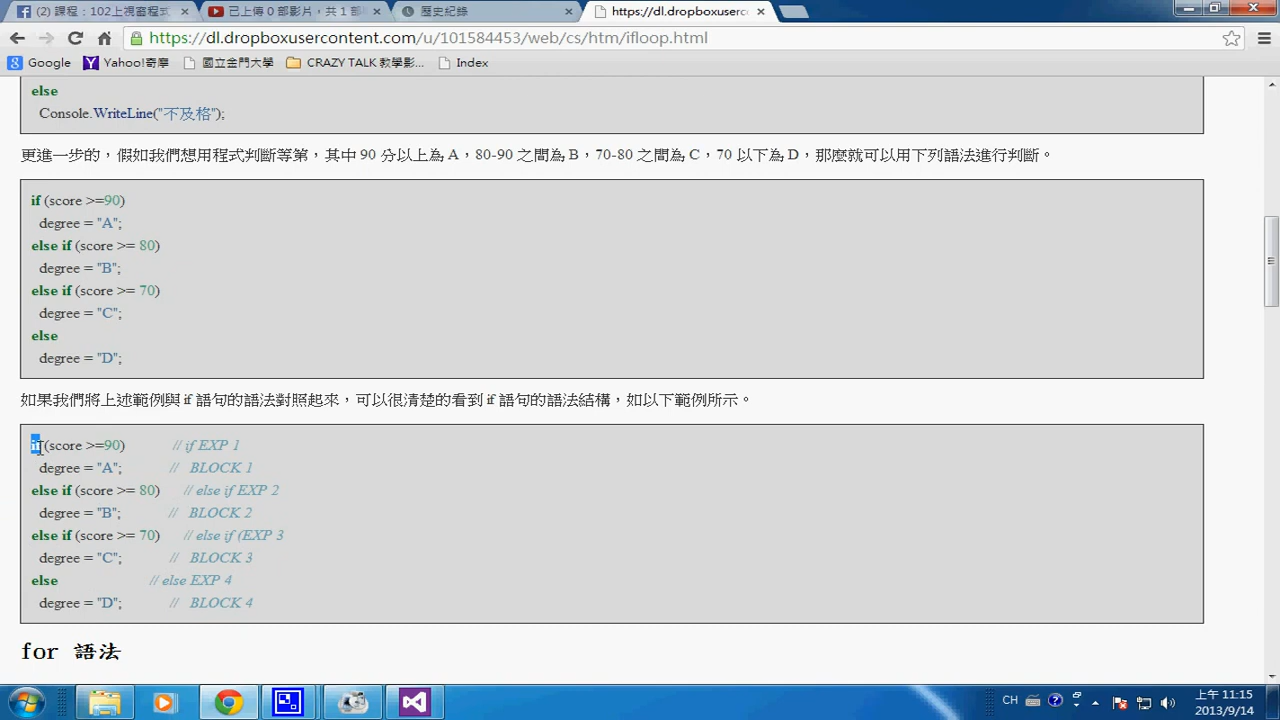 (2) 課程：102上視窗程式
已上傳 0 部影片，共 1 部
歷史紀錄
https://dl.dropboxuserco
https://dl.dropboxusercontent.com/u/101584453/web/cs/htm/ifloop.html
Google
Yahoo!奇摩
國立金門大學
CRAZY TALK 教學影...
Index
else
Console.WriteLine("不及格");
更進一步的，假如我們想用程式判斷等第，其中 90 分以上為 A，80-90 之間為 B，70-80 之間為 C，70 以下為 D，那麼就可以用下列語法進行判斷。
if (score >=90)
degree = "A";
else if (score >= 80)
degree = "B";
else if (score >= 70)
degree = "C";
else
degree = "D";
如果我們將上述範例與 if 語句的語法對照起來，可以很清楚的看到 if 語句的語法結構，如以下範例所示。
if (score >=90) // if EXP 1
degree = "A"; // BLOCK 1
else if (score >= 80) // else if EXP 2
degree = "B"; // BLOCK 2
else if (score >= 70) // else if (EXP 3
degree = "C"; // BLOCK 3
else // else EXP 4
degree = "D"; // BLOCK 4
for 語法
CH
上午 11:15
2013/9/14